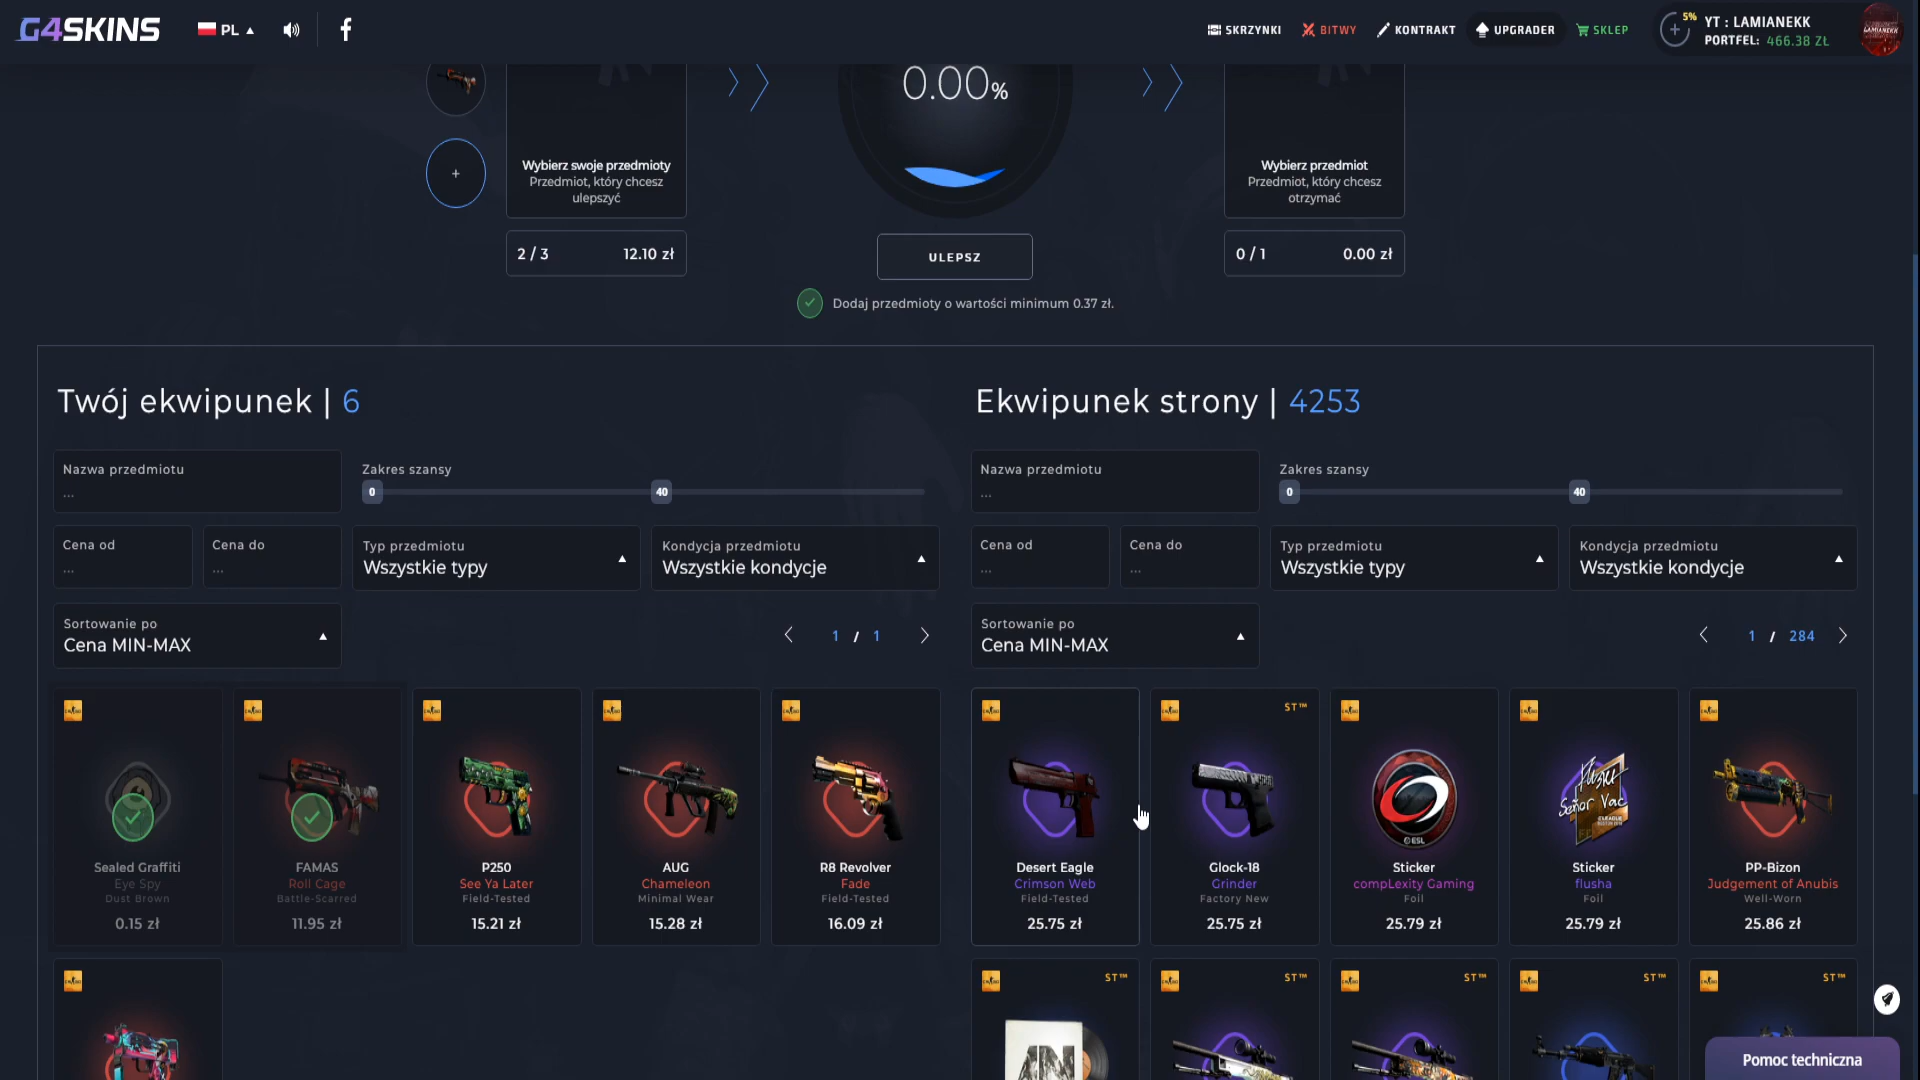 G4SKINS
PL
SKRZYNKI
BITWY
KONTRAKT
UPGRADER
SKLEP
5%
YT : LAMIANEKK
PORTFEL: 466.38 ZŁ
0.00%
+
Wybierz swoje przedmioty
Przedmiot, który chcesz
ulepszyć
Wybierz przedmiot
Przedmiot, który chcesz
otrzymać
2 / 3
12.10 zł
ULEPSZ
0 / 1
0.00 zł
Dodaj przedmioty o wartości minimum 0.37 zł.
Twój ekwipunek | 6
Nazwa przedmiotu
...
Zakres szansy
0
40
Cena od
...
Cena do
...
Typ przedmiotu
Wszystkie typy
Kondycja przedmiotu
Wszystkie kondycje
Sortowanie po
Cena MIN-MAX
1 / 1
Sealed Graffiti
Eye Spy
Dust Brown
0.15 zł
FAMAS
Roll Cage
Battle-Scarred
11.95 zł
P250
See Ya Later
Field-Tested
15.21 zł
AUG
Chameleon
Minimal Wear
15.28 zł
R8 Revolver
Fade
Field-Tested
16.09 zł
Ekwipunek strony | 4253
Nazwa przedmiotu
...
Zakres szansy
0
40
Cena od
...
Cena do
...
Typ przedmiotu
Wszystkie typy
Kondycja przedmiotu
Wszystkie kondycje
Sortowanie po
Cena MIN-MAX
1 / 284
Desert Eagle
Crimson Web
Field-Tested
25.75 zł
ST™
Glock-18
Grinder
Factory New
25.75 zł
ESL
Sticker
compLexity Gaming
Foil
25.79 zł
Sticker
flusha
Foil
25.79 zł
PP-Bizon
Judgement of Anubis
Well-Worn
25.86 zł
ST™
ST™
ST™
ST™
ST™
Pomoc techniczna